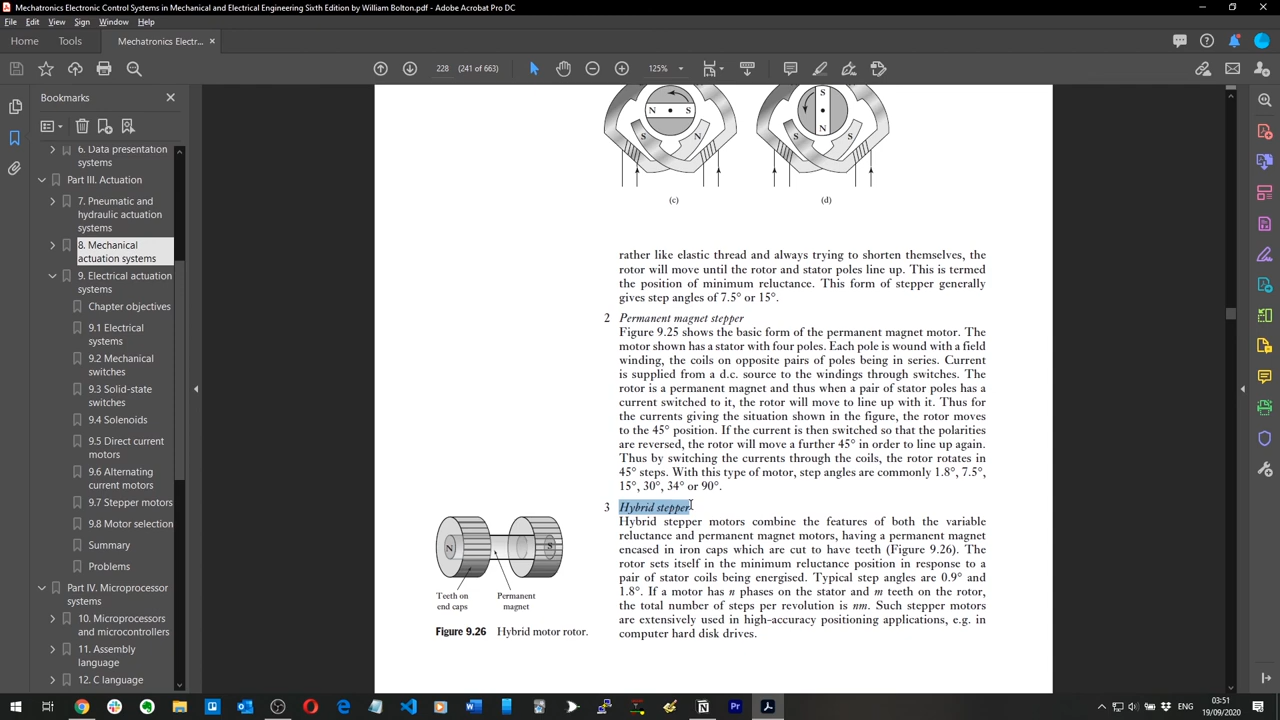 Mechatronics Electronic Control Systems in Mechanical and Electrical Engineering Sixth Edition by William Bolton.pdf - Adobe Acrobat Pro DC
File Edit View Sign Window Help
Home Tools Mechatronics Electr... ×
228 (241 of 663) 125%
Bookmarks
6. Data presentation
systems
Part III. Actuation
7. Pneumatic and
hydraulic actuation
systems
8. Mechanical
actuation systems
9. Electrical actuation
systems
Chapter objectives
9.1 Electrical
systems
9.2 Mechanical
switches
9.3 Solid-state
switches
9.4 Solenoids
9.5 Direct current
motors
9.6 Alternating
current motors
9.7 Stepper motors
9.8 Motor selection
Summary
Problems
Part IV. Microprocessor
systems
10. Microprocessors
and microcontrollers
11. Assembly
language
12. C language
N S
S N
S
N
S S
(c) (d)
rather like elastic thread and always trying to shorten themselves, the
rotor will move until the rotor and stator poles line up. This is termed
the position of minimum reluctance. This form of stepper generally
gives step angles of 7.5° or 15°.
2 Permanent magnet stepper
Figure 9.25 shows the basic form of the permanent magnet motor. The
motor shown has a stator with four poles. Each pole is wound with a field
winding, the coils on opposite pairs of poles being in series. Current
is supplied from a d.c. source to the windings through switches. The
rotor is a permanent magnet and thus when a pair of stator poles has a
current switched to it, the rotor will move to line up with it. Thus for
the currents giving the situation shown in the figure, the rotor moves
to the 45° position. If the current is then switched so that the polarities
are reversed, the rotor will move a further 45° in order to line up again.
Thus by switching the currents through the coils, the rotor rotates in
45° steps. With this type of motor, step angles are commonly 1.8°, 7.5°,
15°, 30°, 34° or 90°.
3 Hybrid stepper
Hybrid stepper motors combine the features of both the variable
reluctance and permanent magnet motors, having a permanent magnet
encased in iron caps which are cut to have teeth (Figure 9.26). The
rotor sets itself in the minimum reluctance position in response to a
pair of stator coils being energised. Typical step angles are 0.9° and
1.8°. If a motor has n phases on the stator and m teeth on the rotor,
the total number of steps per revolution is nm. Such stepper motors
are extensively used in high-accuracy positioning applications, e.g. in
computer hard disk drives.
N S
Teeth on
end caps
Permanent
magnet
Figure 9.26 Hybrid motor rotor.
03:51
19/09/2020